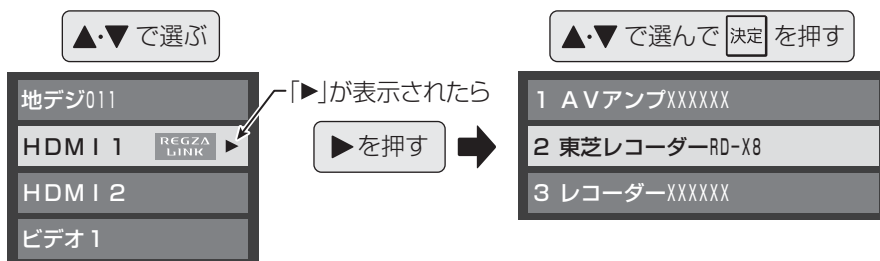 ▲・▼ で選ぶ
地デジ011
HDMI1 REGZA LINK ▶
HDMI2
ビデオ1
「▶」が表示されたら
▶を押す
▲・▼ で選んで 決定 を押す
1 AVアンプXXXXXX
2 東芝レコーダーRD-X8
3 レコーダーXXXXXX